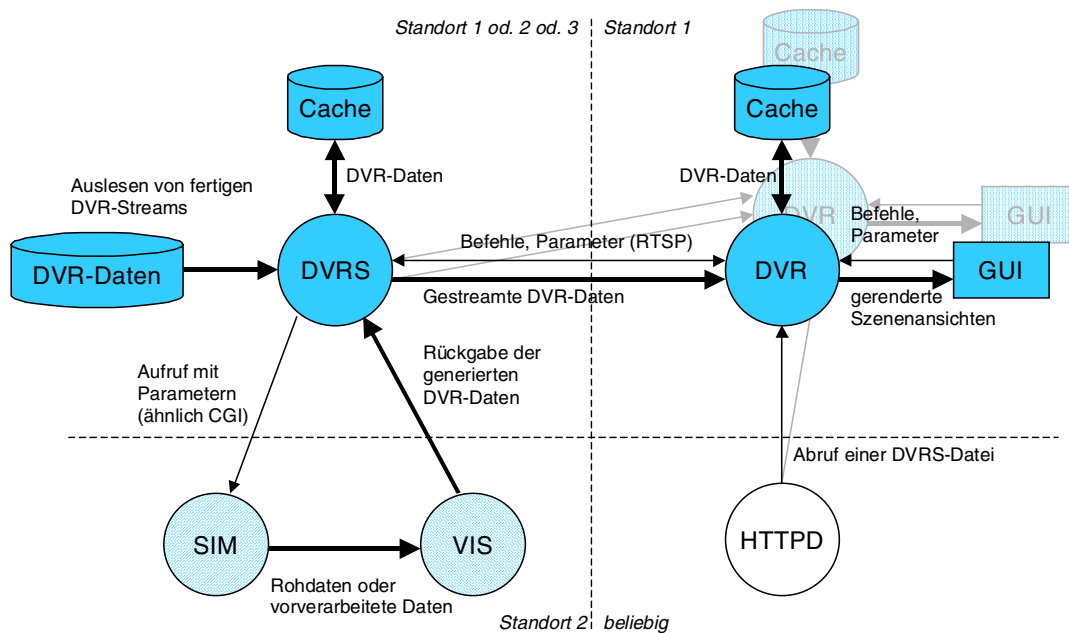 Standort 1 od. 2 od. 3
Standort 1
Cache
Cache
Cache
DVR-Daten
DVR-Daten
Auslesen von fertigen
DVR-Streams
DVR
Befehle,
Parameter
GUI
DVR-Daten
DVRS
Befehle, Parameter (RTSP)
DVR
GUI
Gestreamte DVR-Daten
gerenderte
Szenenansichten
Aufruf mit
Parametern
(ähnlich CGI)
Rückgabe der
generierten
DVR-Daten
Abruf einer DVRS-Datei
SIM
VIS
HTTPD
Rohdaten oder
vorverarbeitete Daten
Standort 2
beliebig